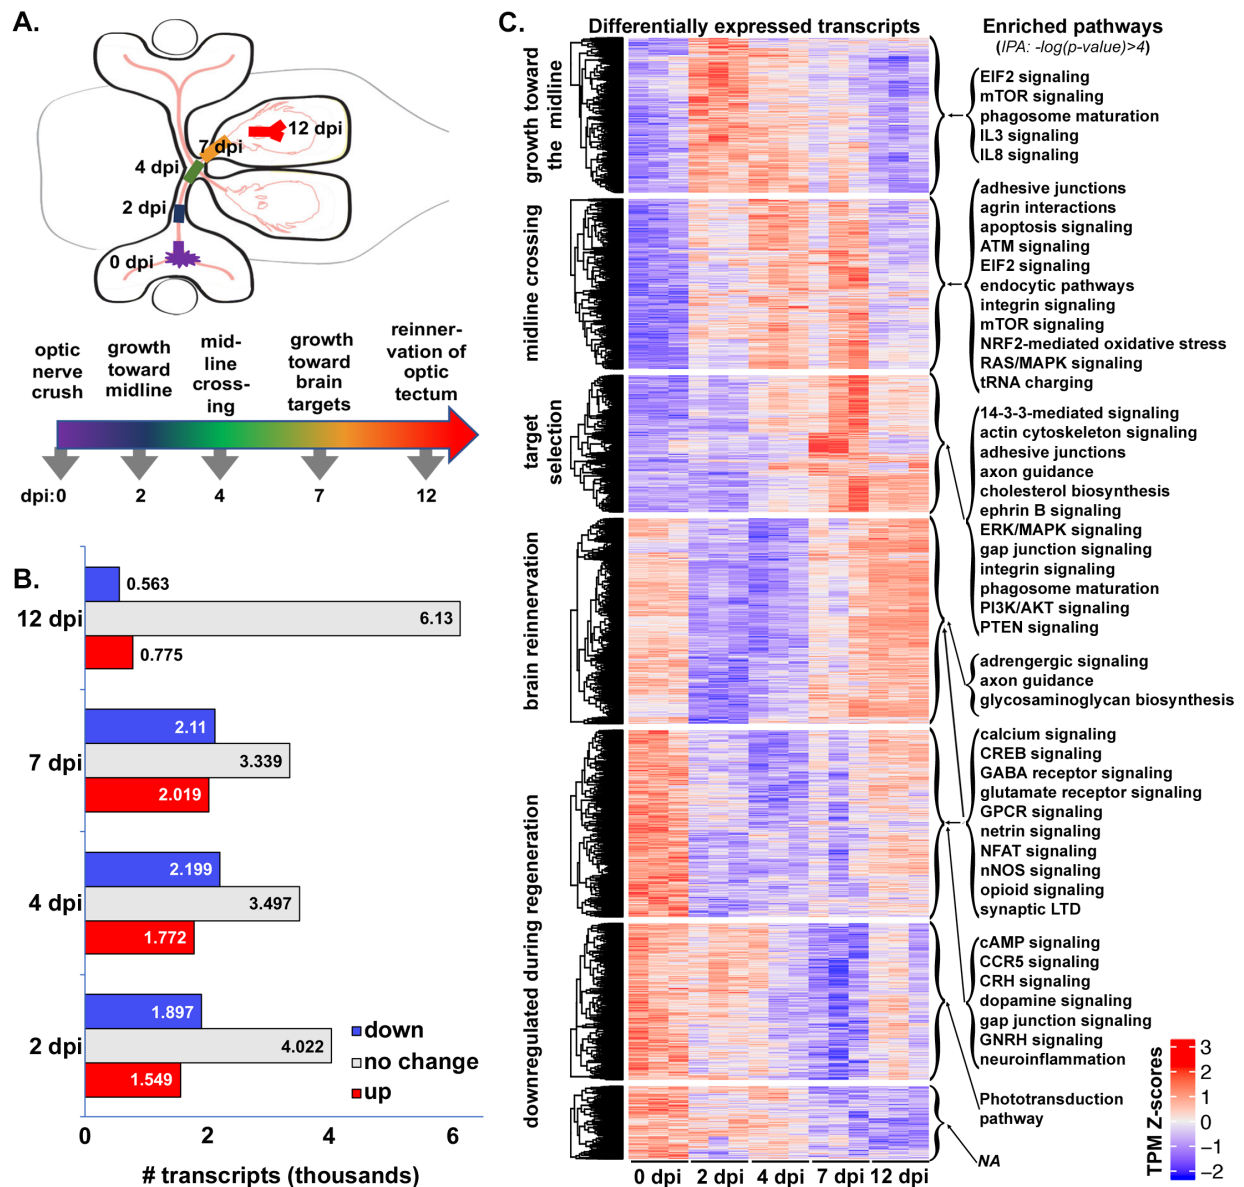 A.
12 dpi
7 dpi
4 dpi
2 dpi
0 dpi
optic
nerve
crush
growth
toward
midline
mid-
line
cross-
ing
growth
toward
brain
targets
reinner-
vation of
optic
tectum
dpi:0
2
4
7
12
B.
12 dpi
0.563
6.13
0.775
7 dpi
2.11
3.339
2.019
4 dpi
2.199
3.497
1.772
2 dpi
1.897
4.022
1.549
down
no change
up
0
2
4
6
# transcripts (thousands)
C.
Differentially expressed transcripts
Enriched pathways
(IPA: -log(p-value)>4)
growth toward
the midline
midline crossing
target
selection
brain reinnervation
downregulated during regeneration
EIF2 signaling
mTOR signaling
phagosome maturation
IL3 signaling
IL8 signaling
adhesive junctions
agrin interactions
apoptosis signaling
ATM signaling
EIF2 signaling
endocytic pathways
integrin signaling
mTOR signaling
NRF2-mediated oxidative stress
RAS/MAPK signaling
tRNA charging
14-3-3-mediated signaling
actin cytoskeleton signaling
adhesive junctions
axon guidance
cholesterol biosynthesis
ephrin B signaling
ERK/MAPK signaling
gap junction signaling
integrin signaling
phagosome maturation
PI3K/AKT signaling
PTEN signaling
adrengergic signaling
axon guidance
glycosaminoglycan biosynthesis
calcium signaling
CREB signaling
GABA receptor signaling
glutamate receptor signaling
GPCR signaling
netrin signaling
NFAT signaling
nNOS signaling
opioid signaling
synaptic LTD
cAMP signaling
CCR5 signaling
CRH signaling
dopamine signaling
gap junction signaling
GNRH signaling
neuroinflammation
Phototransduction
pathway
NA
0 dpi
2 dpi
4 dpi
7 dpi
12 dpi
TPM Z-scores
3
2
1
0
−1
−2